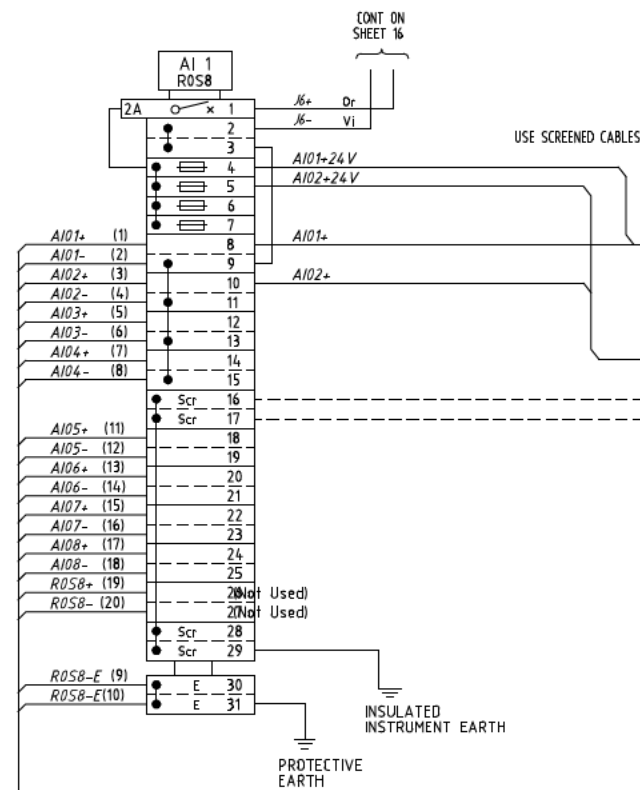 CONT ON
SHEET 16
AI 1
R0S8
2A 1 J6+ Or
2 J6- Vi
3
USE SCREENED CABLES
4 AI01+24V
5 AI02+24V
6
7
AI01+ (1) 8 AI01+
AI01- (2) 9
AI02+ (3) 10 AI02+
AI02- (4) 11
AI03+ (5) 12
AI03- (6) 13
AI04+ (7) 14
AI04- (8) 15
Scr 16
Scr 17
AI05+ (11) 18
AI05- (12) 19
AI06+ (13) 20
AI06- (14) 21
AI07+ (15) 22
AI07- (16) 23
AI08+ (17) 24
AI08- (18) 25
R0S8+ (19) 26 (Not Used)
R0S8- (20) 27 (Not Used)
Scr 28
Scr 29
R0S8-E (9) E 30
R0S8-E(10) E 31
INSULATED
INSTRUMENT EARTH
PROTECTIVE
EARTH